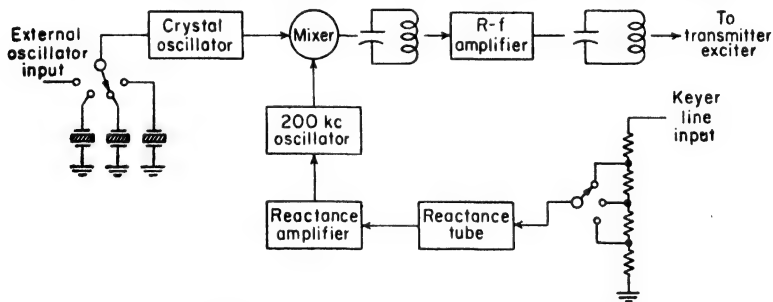 External
oscillator
input
Crystal
oscillator
Mixer
R-f
amplifier
To
transmitter
exciter
200 kc
oscillator
Keyer
line
input
Reactance
amplifier
Reactance
tube